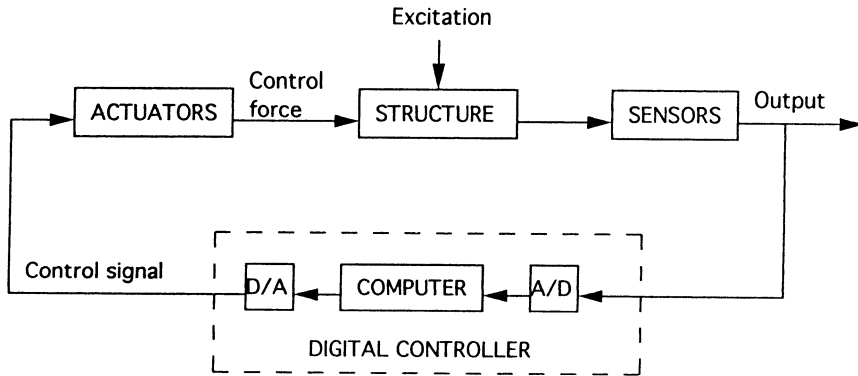 Excitation
ACTUATORS
Control
force
STRUCTURE
SENSORS
Output
Control signal
D/A
COMPUTER
A/D
DIGITAL CONTROLLER